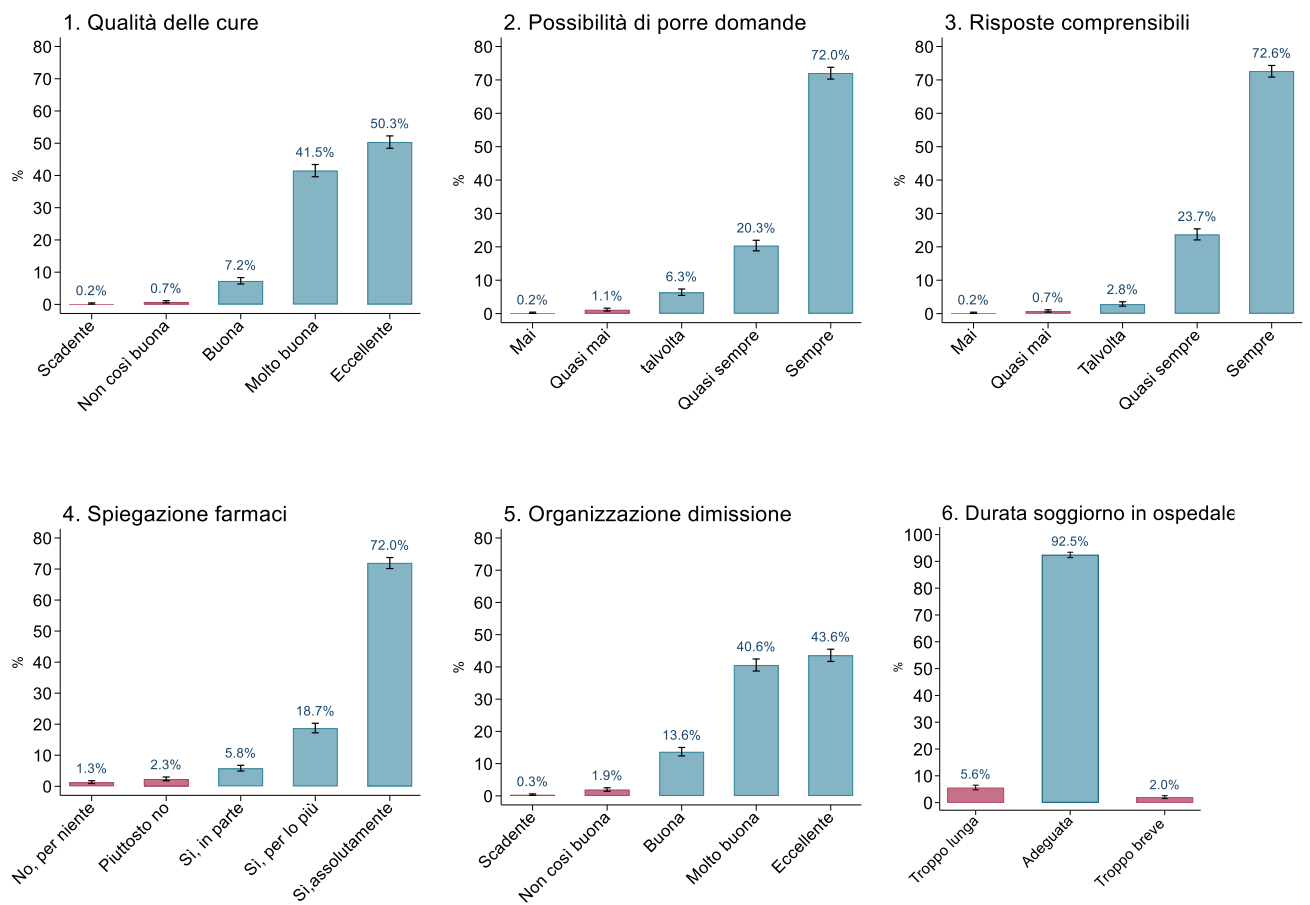 1. Qualità delle cure
80
70
60
50
40
30
20
10
0
%
0.2%
0.7%
7.2%
41.5%
50.3%
Scadente
Non così buona
Buona
Molto buona
Eccellente
2. Possibilità di porre domande
80
70
60
50
40
30
20
10
0
%
0.2%
1.1%
6.3%
20.3%
72.0%
Mai
Quasi mai
talvolta
Quasi sempre
Sempre
3. Risposte comprensibili
80
70
60
50
40
30
20
10
0
%
0.2%
0.7%
2.8%
23.7%
72.6%
Mai
Quasi mai
Talvolta
Quasi sempre
Sempre
4. Spiegazione farmaci
80
70
60
50
40
30
20
10
0
%
1.3%
2.3%
5.8%
18.7%
72.0%
No, per niente
Piuttosto no
Sì, in parte
Sì, per lo più
Sì,assolutamente
5. Organizzazione dimissione
80
70
60
50
40
30
20
10
0
%
0.3%
1.9%
13.6%
40.6%
43.6%
Scadente
Non così buona
Buona
Molto buona
Eccellente
6. Durata soggiorno in ospedale
100
90
80
70
60
50
40
30
20
10
0
%
5.6%
92.5%
2.0%
Troppo lunga
Adeguata
Troppo breve